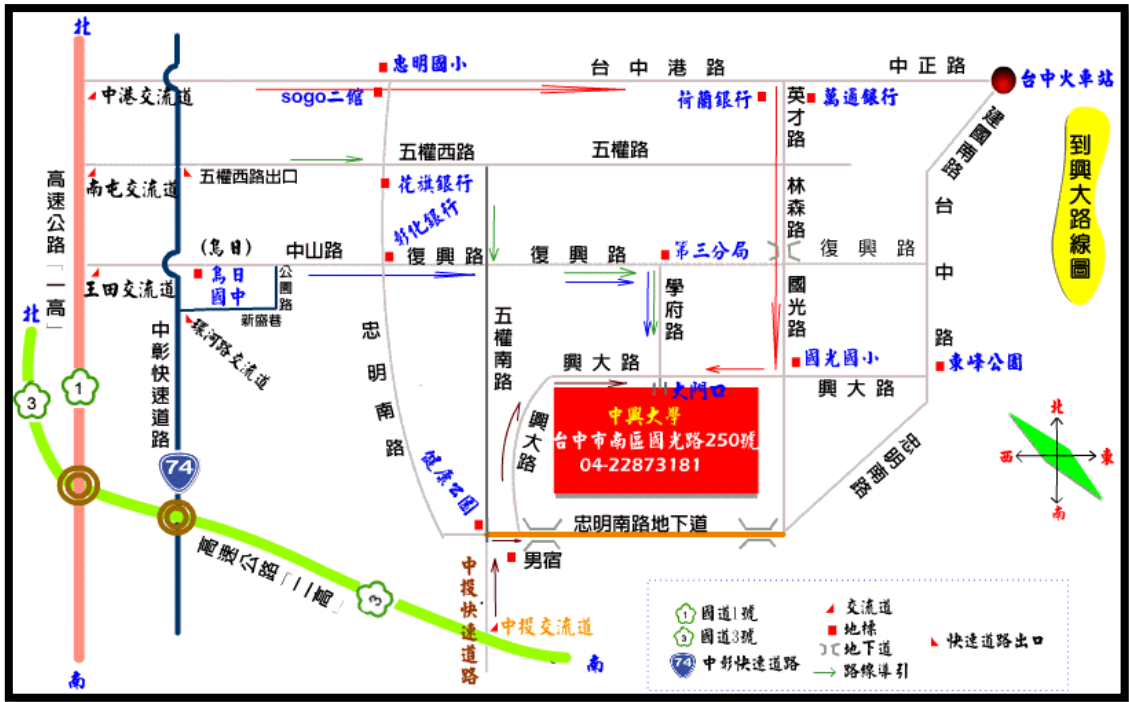 北
忠明國小
台中港路
中正路
台中火車站
中港交流道
sogo二館
荷蘭銀行
英才路
萬通銀行
建國南路
到興大路線圖
五權西路
五權路
高速公路「一高」
南屯交流道
五權西路出口
花旗銀行
林森路
台中路
彰化銀行
(烏日)
中山路
復興路
復興路
第三分局
復興路
王田交流道
烏日
國中
公園路
新盛巷
環河路交流道
北
中彰快速道路
忠明南路
五權南路
學府路
國光路
興大路
國光國小
東峰公園
大門口
興大路
3
1
興大路
中興大學
台中市南區國光路250號
04-22873181
忠明南路
北
西
東
南
74
健康公園
忠明南路地下道
高速公路「二高」
男宿
中投快速道路
3
中投交流道
南
南
1
國道1號
3
國道3號
74
中彰快速道路
交流道
地標
地下道
路線導引
快速道路出口